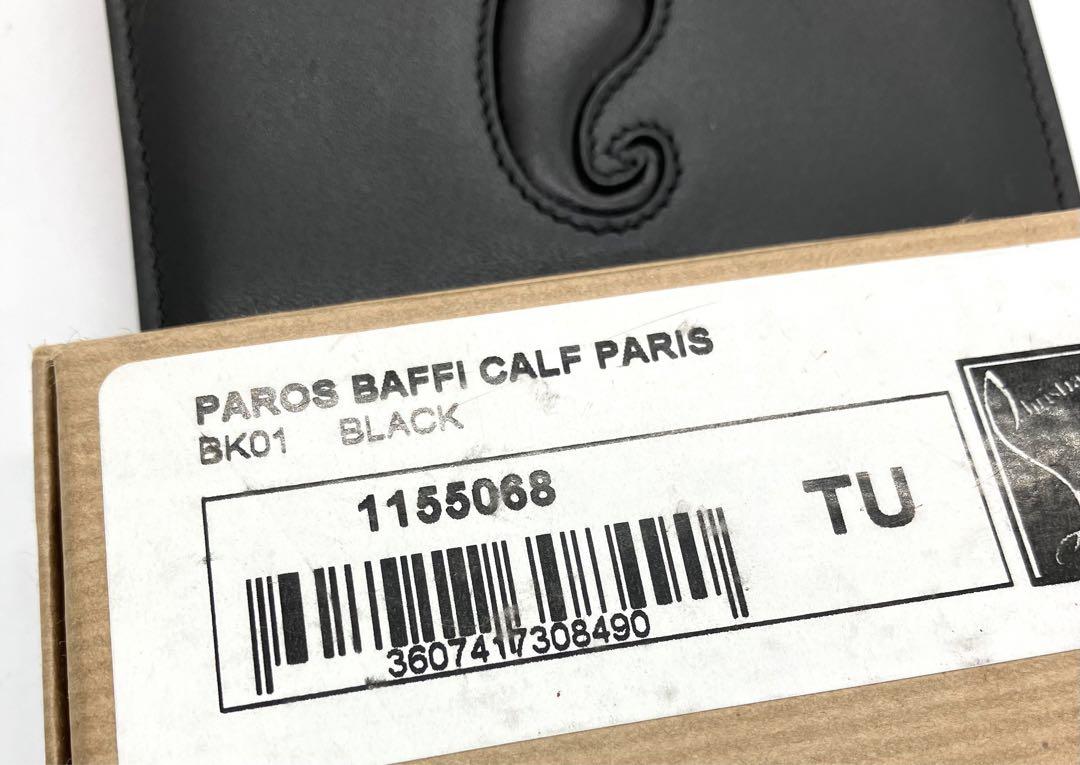 PAROS BAFFI CALF PARIS
BK01 BLACK
1155068
TU
3607417308490